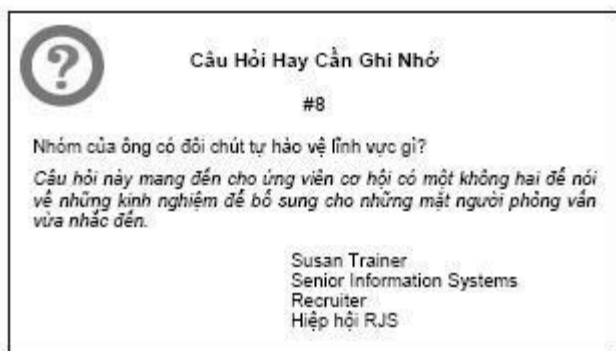 ?
Câu Hỏi Hay Cần Ghi Nhớ
#8
Nhóm của ông có đôi chút tự hào về lĩnh vực gì?
Câu hỏi này mang đến cho ứng viên cơ hội có một không hai để nói
về những kinh nghiệm để bổ sung cho những mặt người phỏng vấn
vừa nhắc đến.
Susan Trainer
Senior Information Systems
Recruiter
Hiệp hội RJS